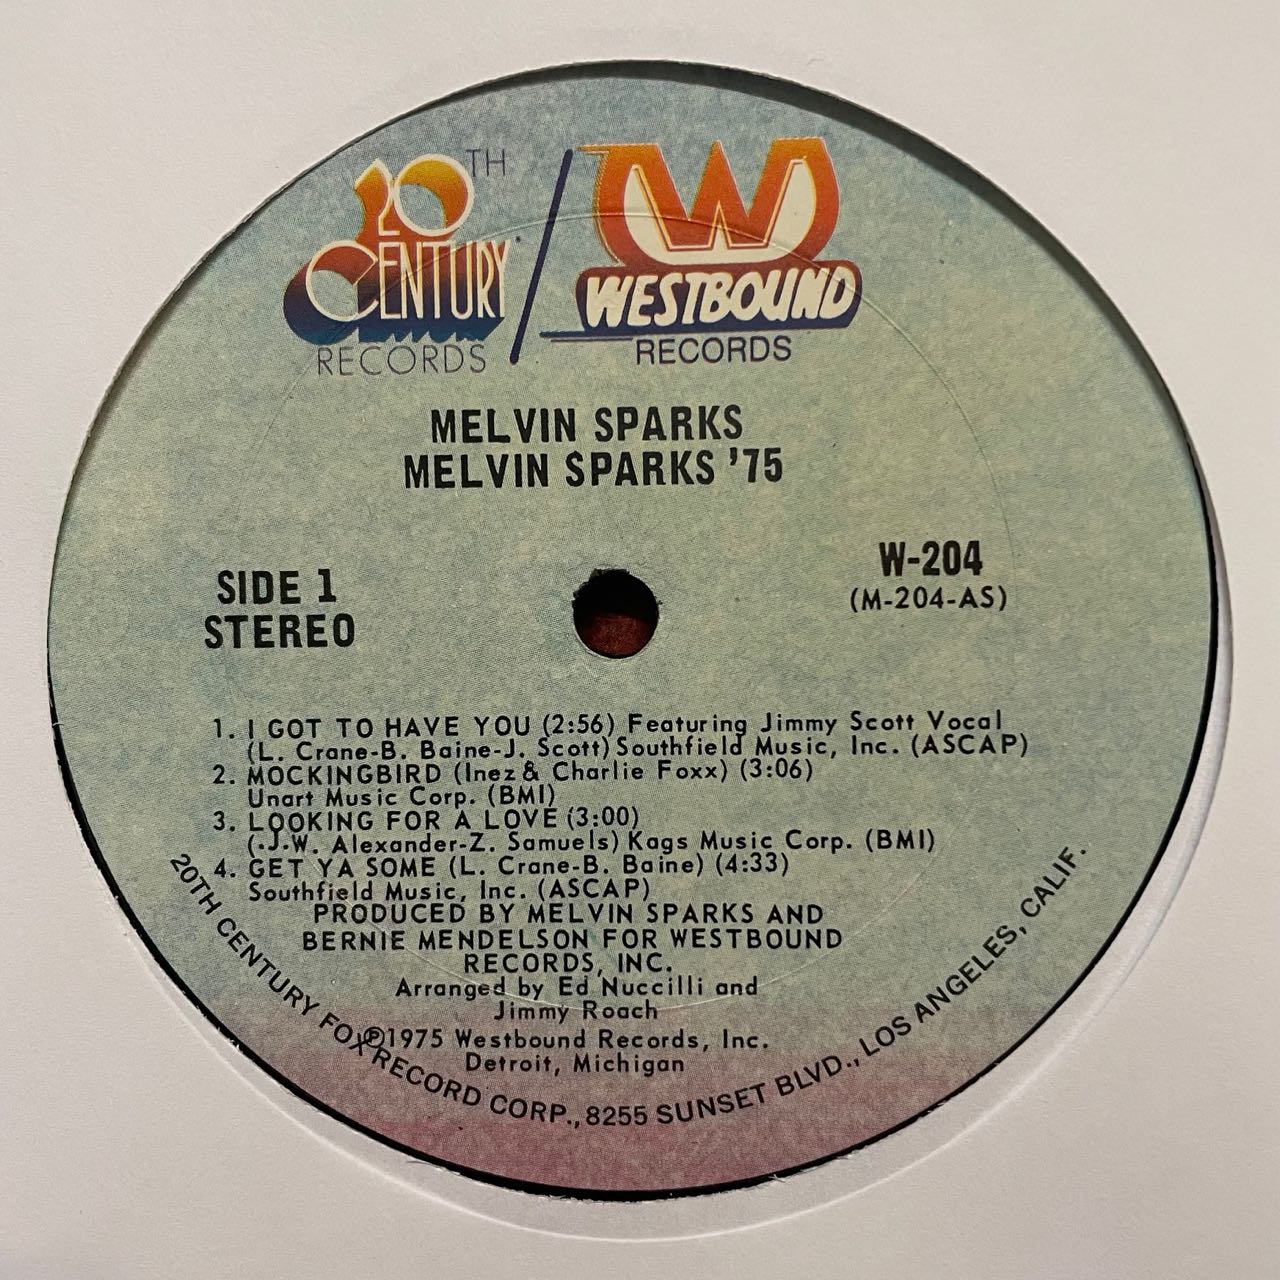 20TH CENTURY RECORDS / W WESTBOUND RECORDS
MELVIN SPARKS
MELVIN SPARKS '75
SIDE 1
STEREO
W-204
(M-204-AS)
1. I GOT TO HAVE YOU (2:56) Featuring Jimmy Scott Vocal
(L. Crane-B. Baine-J. Scott) Southfield Music, Inc. (ASCAP)
2. MOCKINGBIRD (Inez & Charlie Foxx) (3:06)
Unart Music Corp. (BMI)
3. LOOKING FOR A LOVE (3:00)
(J.W. Alexander-Z. Samuels) Kags Music Corp. (BMI)
4. GET YA SOME (L. Crane-B. Baine) (4:33)
Southfield Music, Inc. (ASCAP)
PRODUCED BY MELVIN SPARKS AND
BERNIE MENDELSON FOR WESTBOUND
RECORDS, INC.
Arranged by Ed Nuccilli and
Jimmy Roach
℗1975 Westbound Records, Inc.
Detroit, Michigan
20TH CENTURY FOX RECORD CORP., 8255 SUNSET BLVD., LOS ANGELES, CALIF.